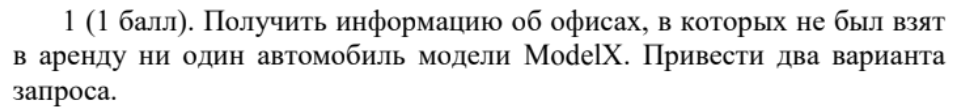 1 (1 балл). Получить информацию об офисах, в которых не был взят
в аренду ни один автомобиль модели ModelX. Привести два варианта
запроса.